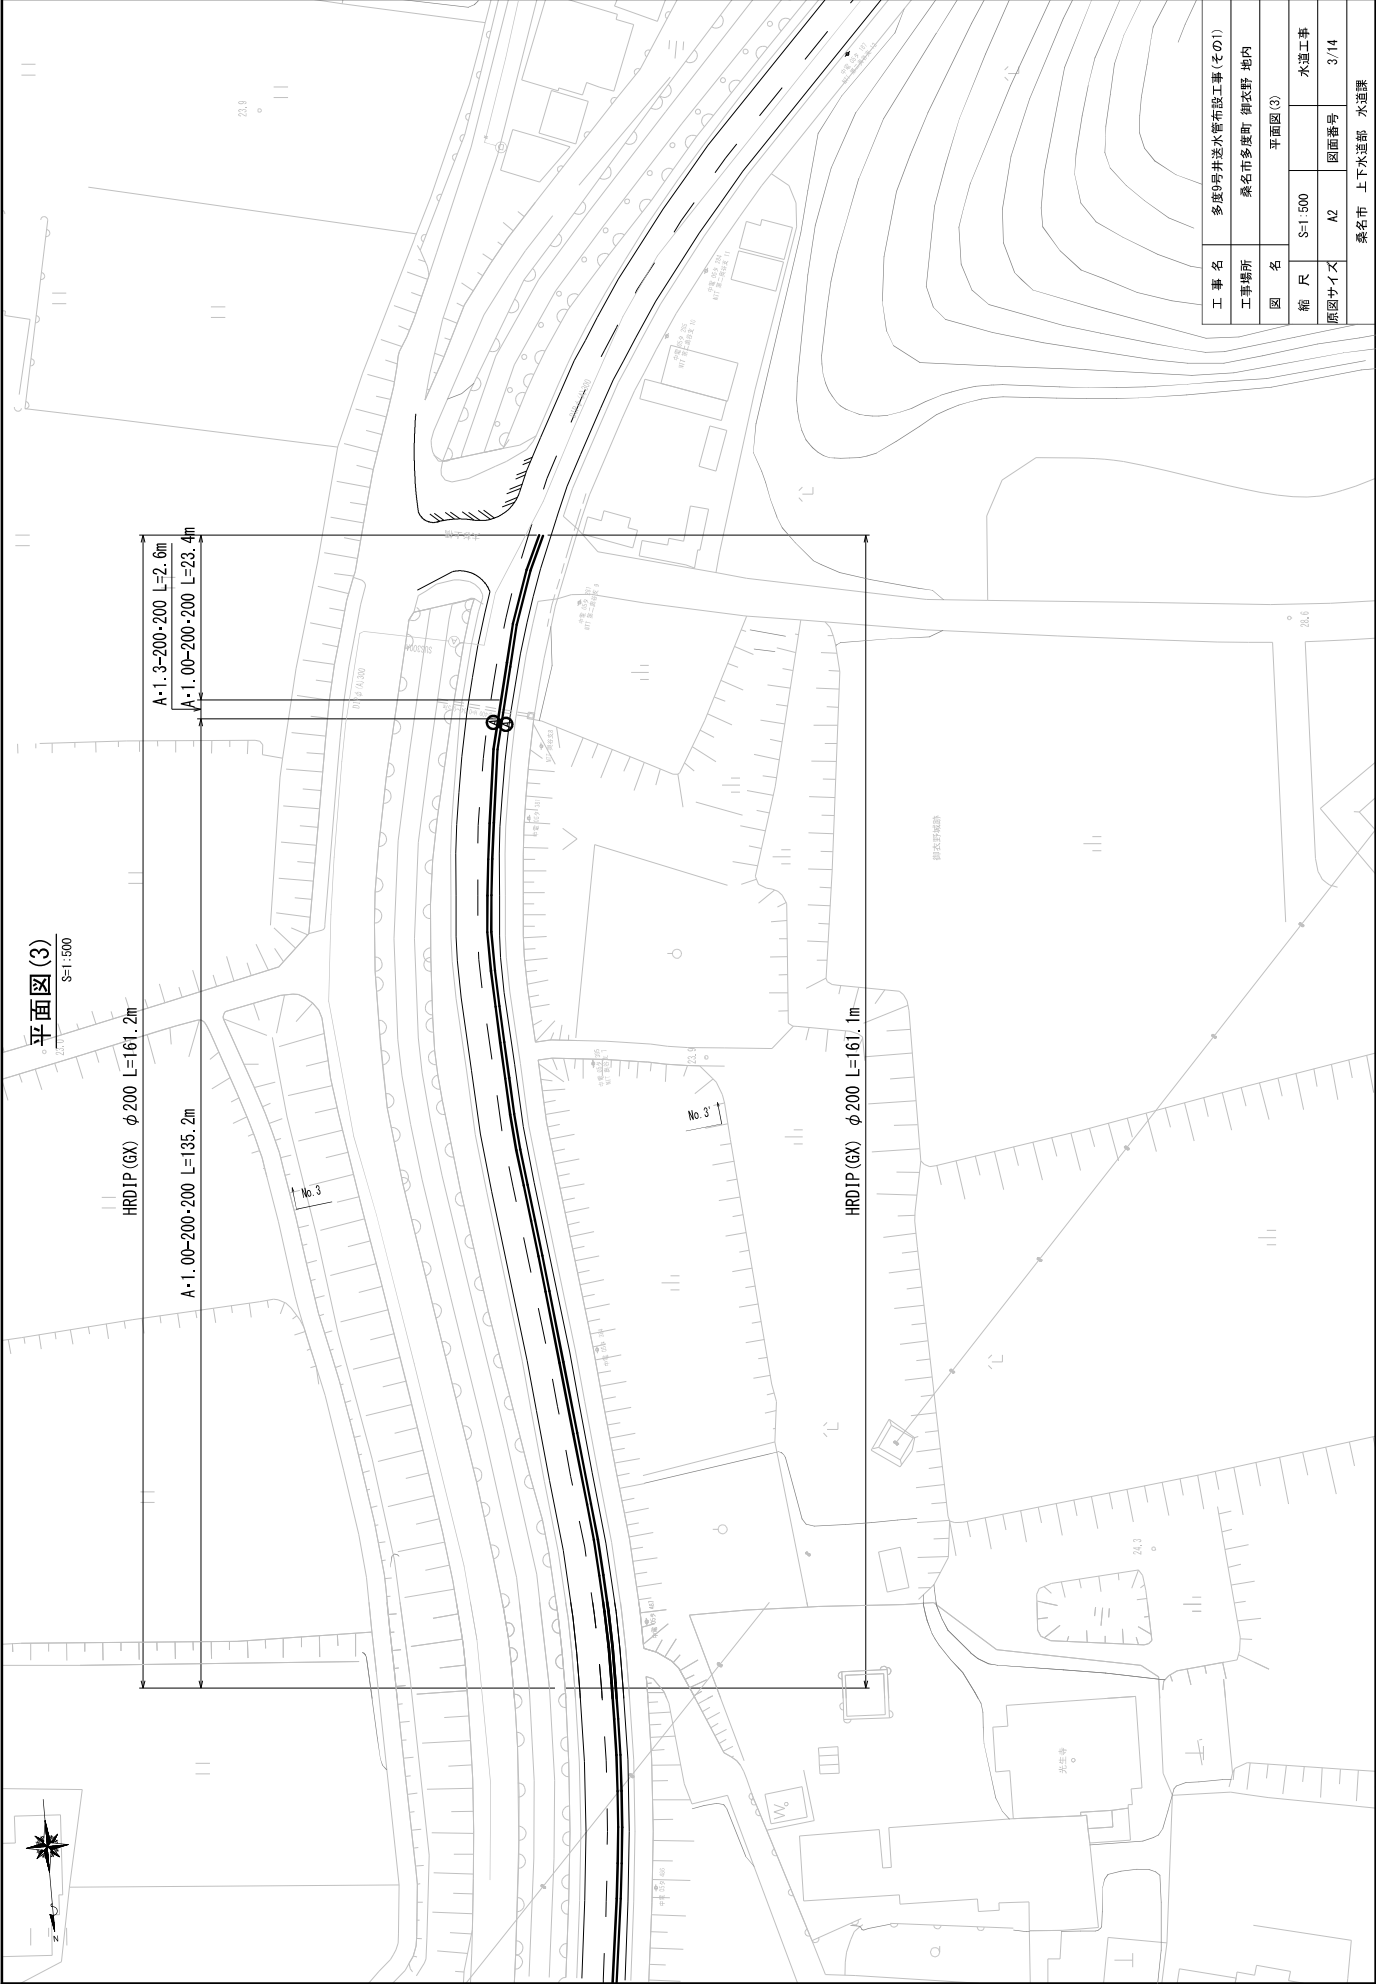 平面図(3)
S=1:500
HRDIP(GX) φ200 L=161.2m
A・1.00-200・200 L=135.2m
A・1.3-200・200 L=2.6m
A・1.00-200・200 L=23.4m
HRDIP(GX) φ200 L=161.1m
No.3
No.3'
A
A
N
23.9
23.9
28.6
24.3
御衣野城跡
光生寺
W。
工事名 多度9号井送水管布設工事(その1)
工事場所 桑名市多度町 御衣野 地内
図名 平面図(3)
縮尺 S=1:500 水道工事
原図サイズ A2 図面番号 3/14
桑名市 上下水道部 水道課